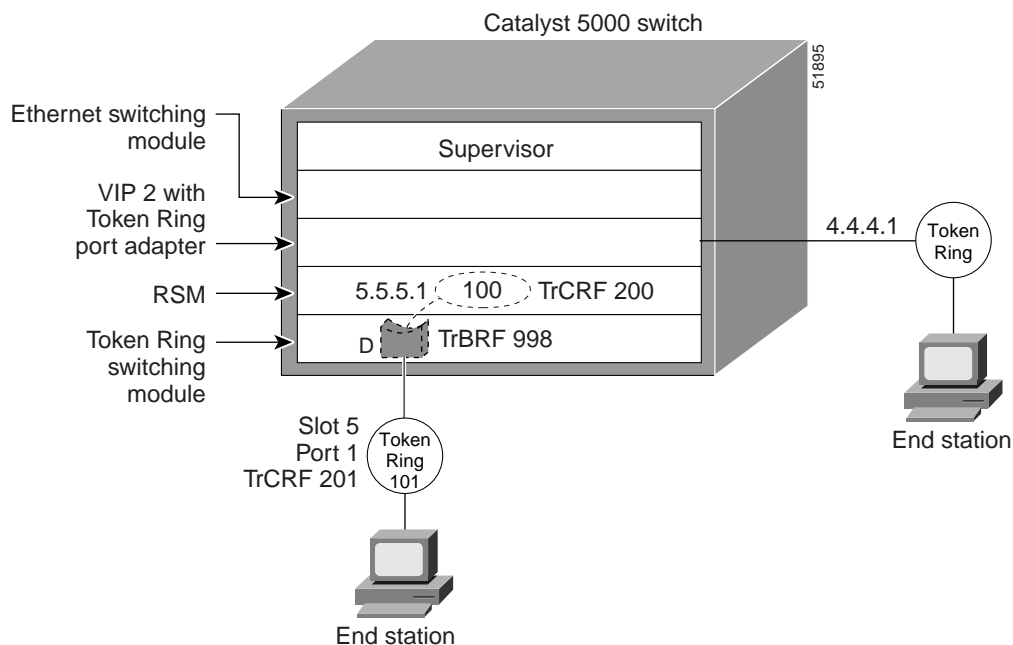 Catalyst 5000 switch
51895
Ethernet switching
module
Supervisor
VIP 2 with
Token Ring
port adapter
4.4.4.1
Token
Ring
RSM
5.5.5.1
100
TrCRF 200
Token Ring
switching
module
D
TrBRF 998
Slot 5
Port 1
TrCRF 201
Token
Ring
101
End station
End station